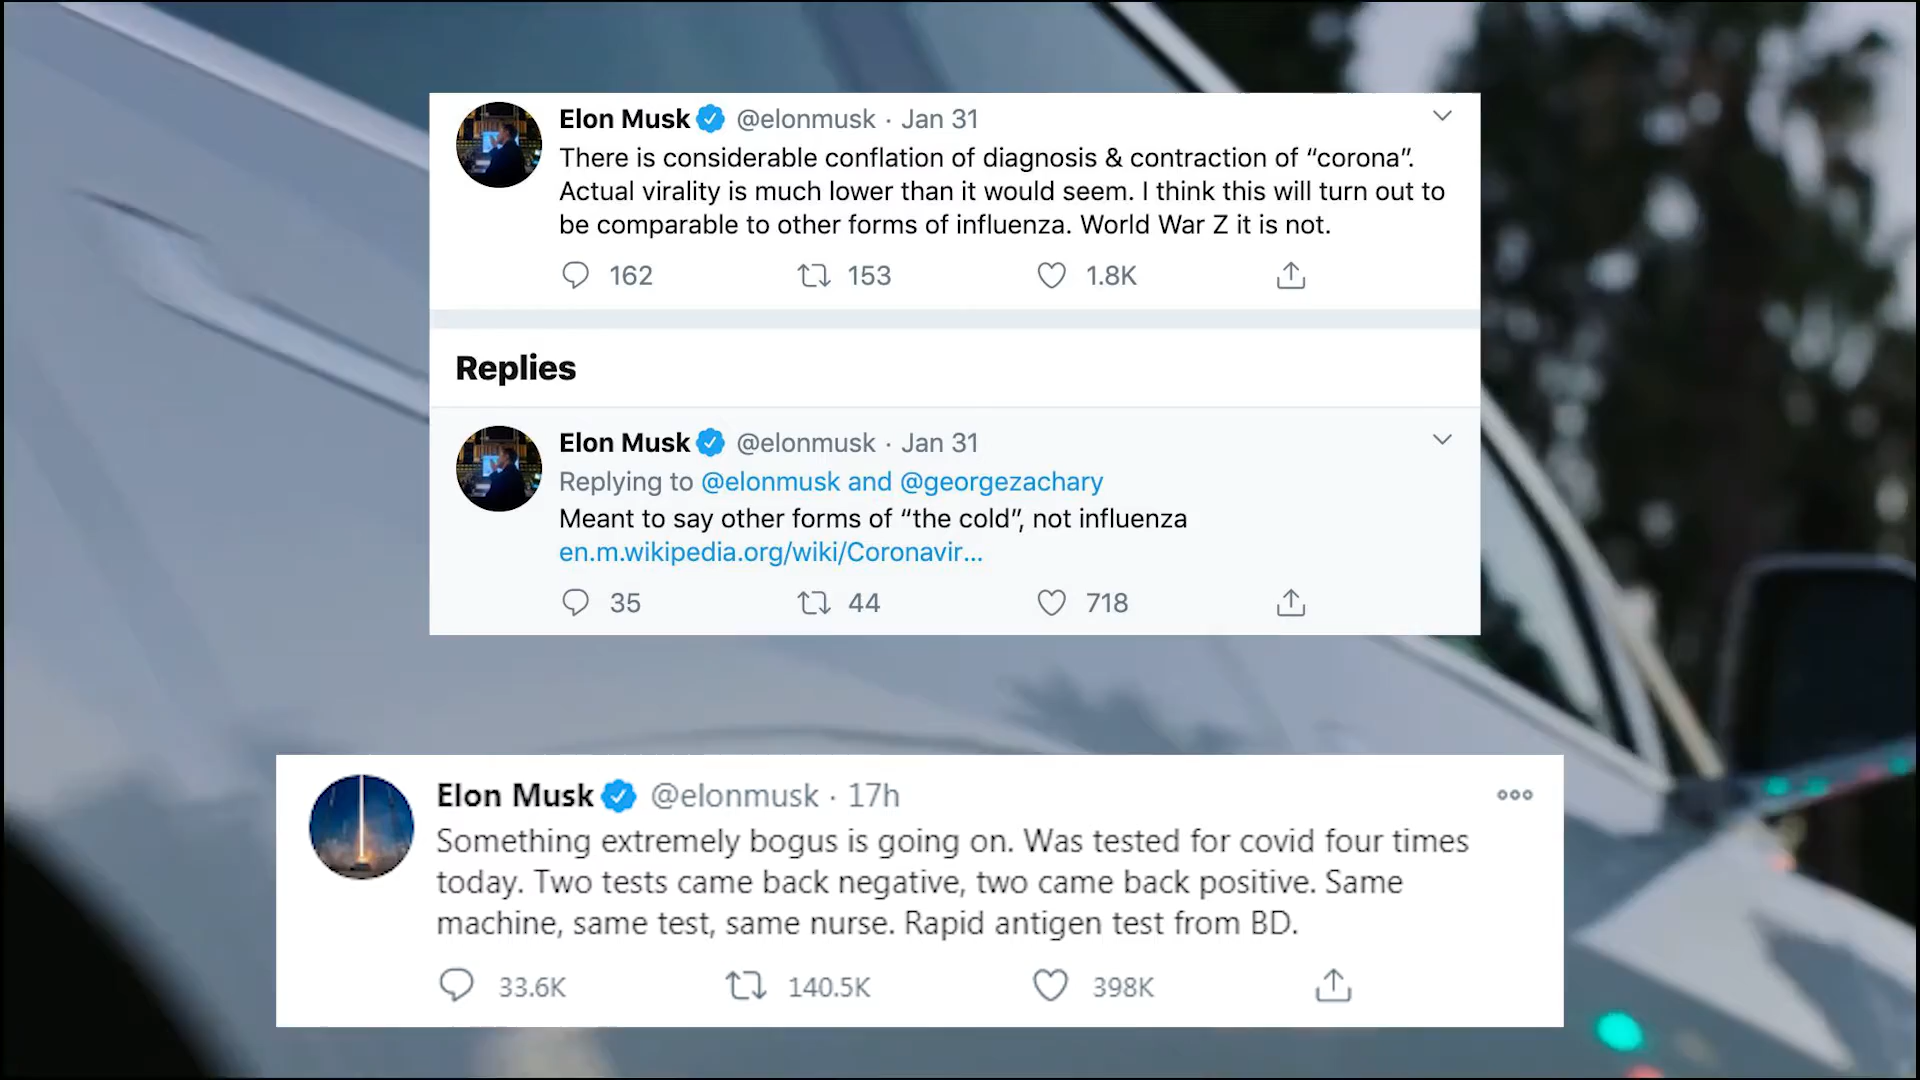 Elon Musk @elonmusk · Jan 31
There is considerable conflation of diagnosis & contraction of “corona”.
Actual virality is much lower than it would seem. I think this will turn out to
be comparable to other forms of influenza. World War Z it is not.
162 153 1.8K
Replies
Elon Musk @elonmusk · Jan 31
Replying to @elonmusk and @georgezachary
Meant to say other forms of “the cold”, not influenza
en.m.wikipedia.org/wiki/Coronavir...
35 44 718
Elon Musk @elonmusk · 17h
Something extremely bogus is going on. Was tested for covid four times
today. Two tests came back negative, two came back positive. Same
machine, same test, same nurse. Rapid antigen test from BD.
33.6K 140.5K 398K